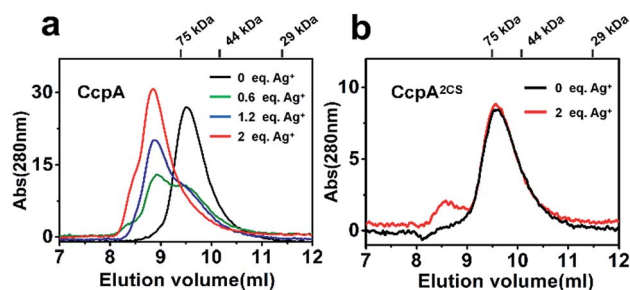 a
75 kDa
44 kDa
29 kDa
CcpA
0 eq. Ag⁺
0.6 eq. Ag⁺
1.2 eq. Ag⁺
2 eq. Ag⁺
Abs(280nm)
30
15
0
7 8 9 10 11 12
Elution volume(ml)
b
75 kDa
44 kDa
29 kDa
CcpA²ᶜˢ
0 eq. Ag⁺
2 eq. Ag⁺
Abs(280nm)
10
5
0
7 8 9 10 11 12
Elution volume(ml)